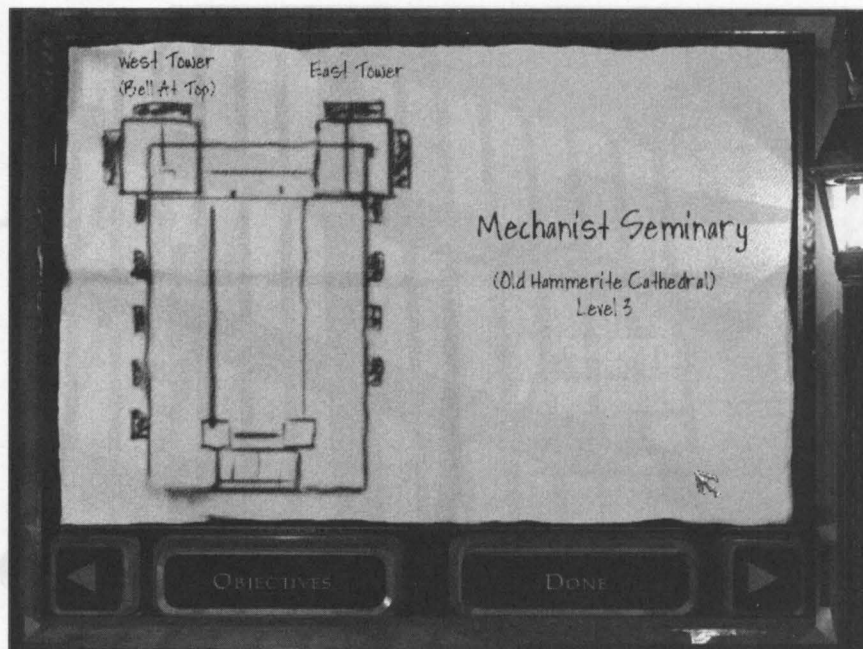 West Tower
(Bell At Top)
East Tower
Mechanist Seminary
(Old Hammerite Cathedral)
Level 3
OBJECTIVES
DONE